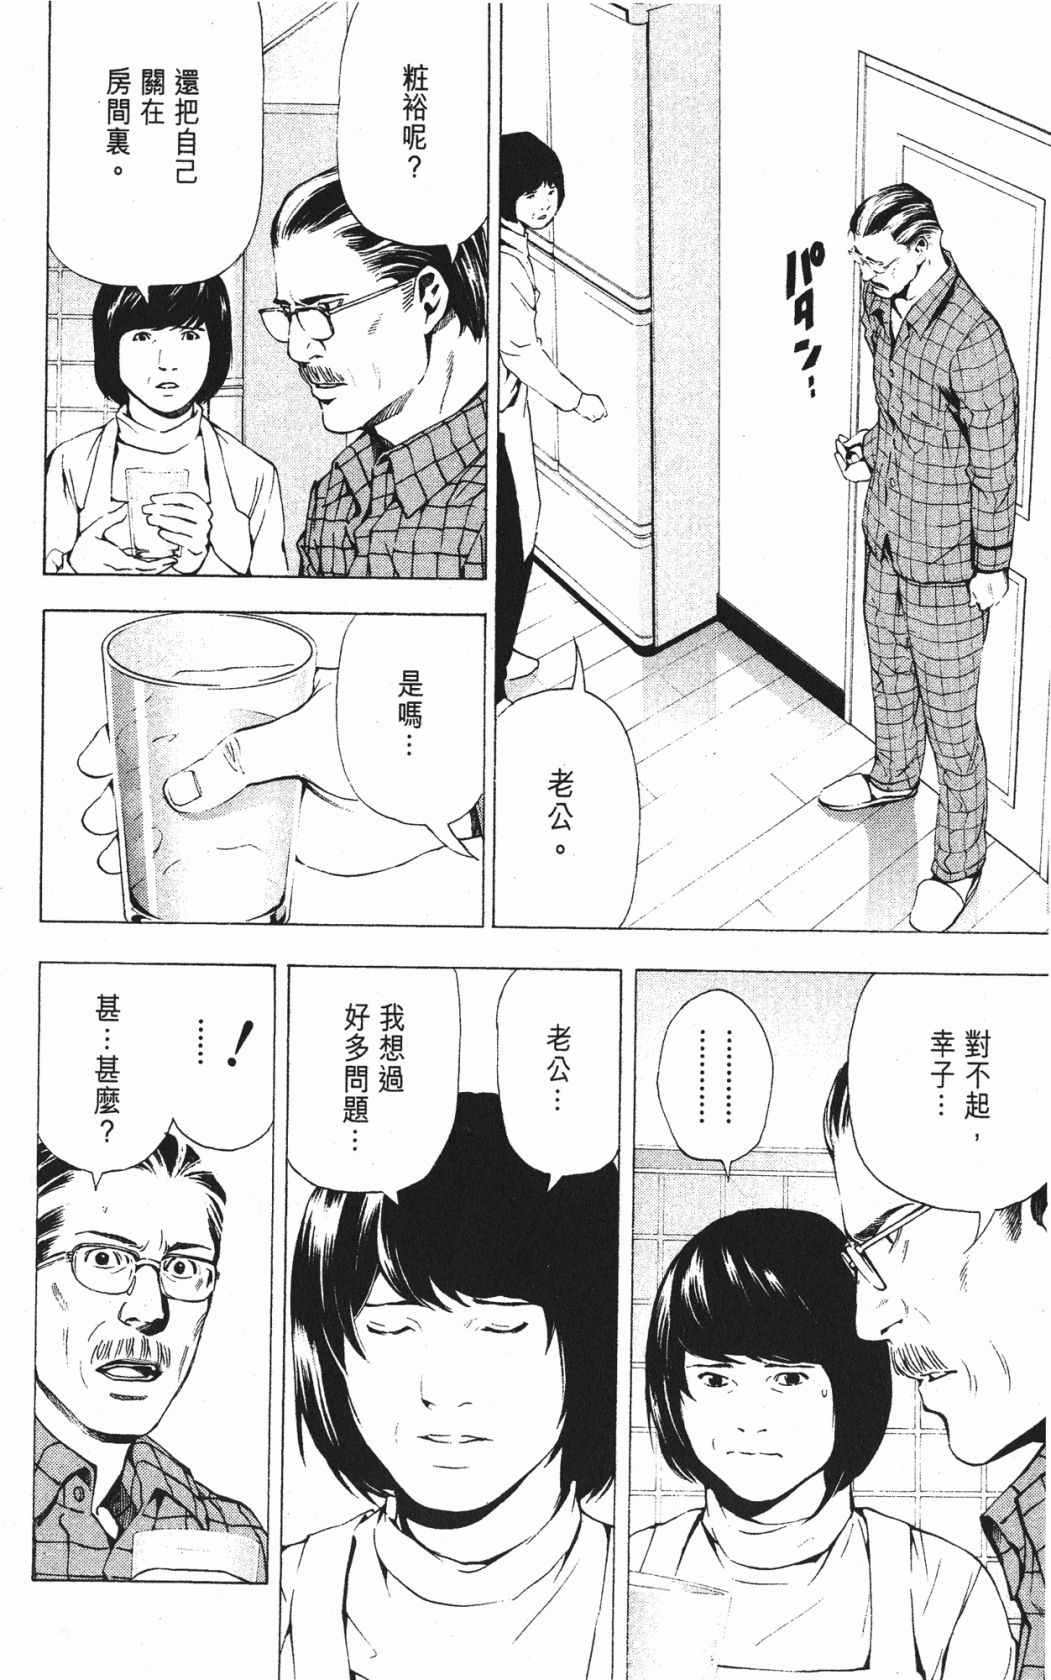 パタン…
老公。
粧裕呢？
還把自己
關在
房間裏。
是嗎…
對不起，
幸子…
…………
…………
老公…
我想過
好多問題…
！
……
甚…甚麼？